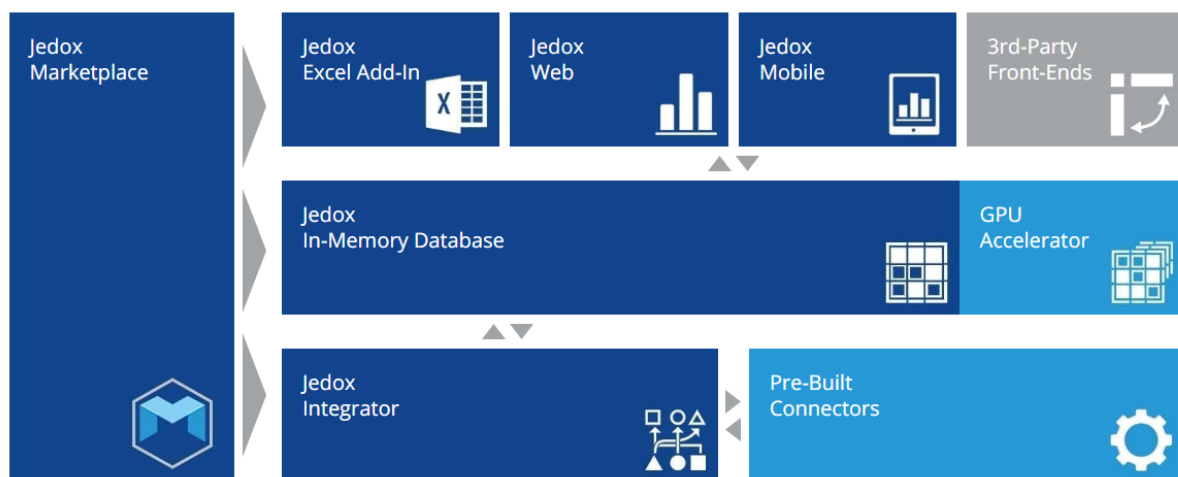 Jedox
Marketplace
Jedox
Excel Add-In
X
Jedox
Web
Jedox
Mobile
3rd-Party
Front-Ends
Jedox
In-Memory Database
GPU
Accelerator
Jedox
Integrator
Pre-Built
Connectors